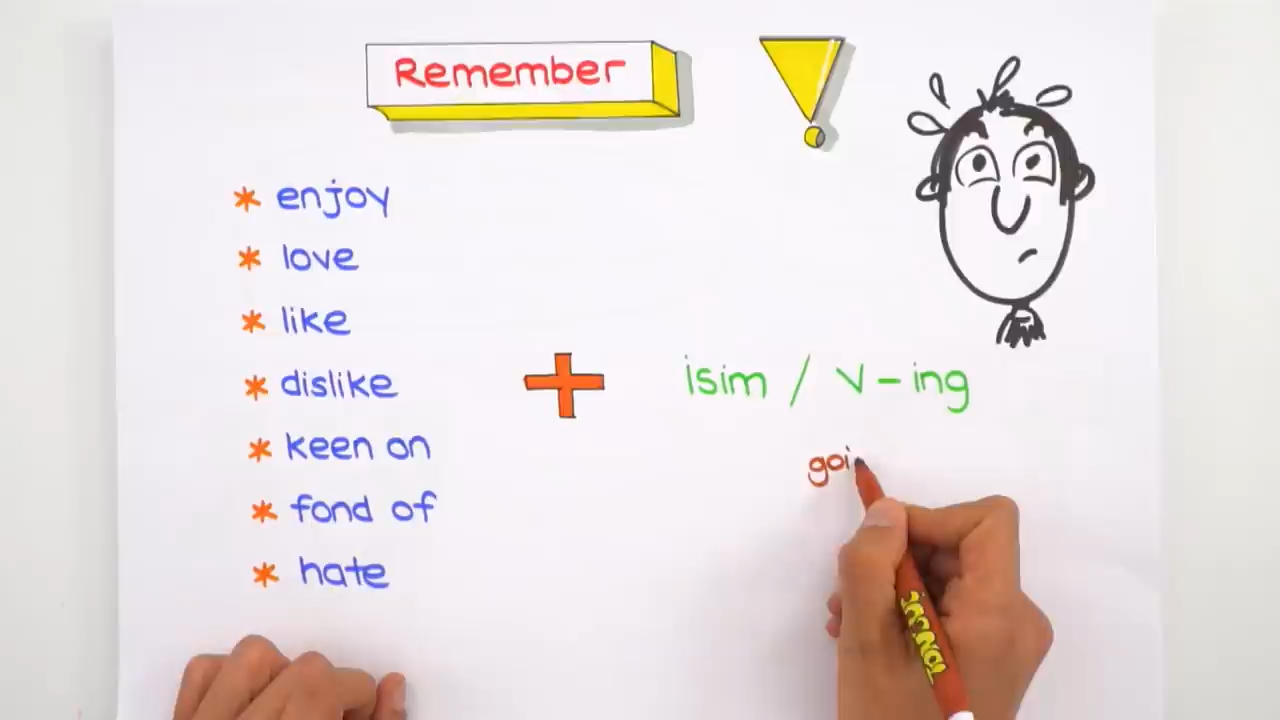 Remember !
* enjoy
* love
* like
* dislike
* keen on
* fond of
* hate
+
isim / V-ing
goi